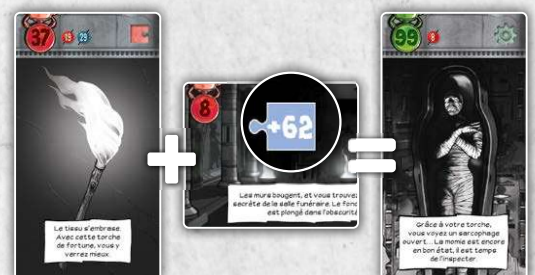 37 19 29
Le tissu s'embrase.
Avec cette torche
de fortune, vous y
verrez mieux.
+
8
+62
Les murs bougent, et vous trouvez
secrète de la salle funéraire. Le fond
est plongé dans l'obscurité
=
99 8
Grâce à votre torche,
vous voyez un sarcophage
ouvert... La momie est encore
en bon état, il est temps
de l'inspecter.